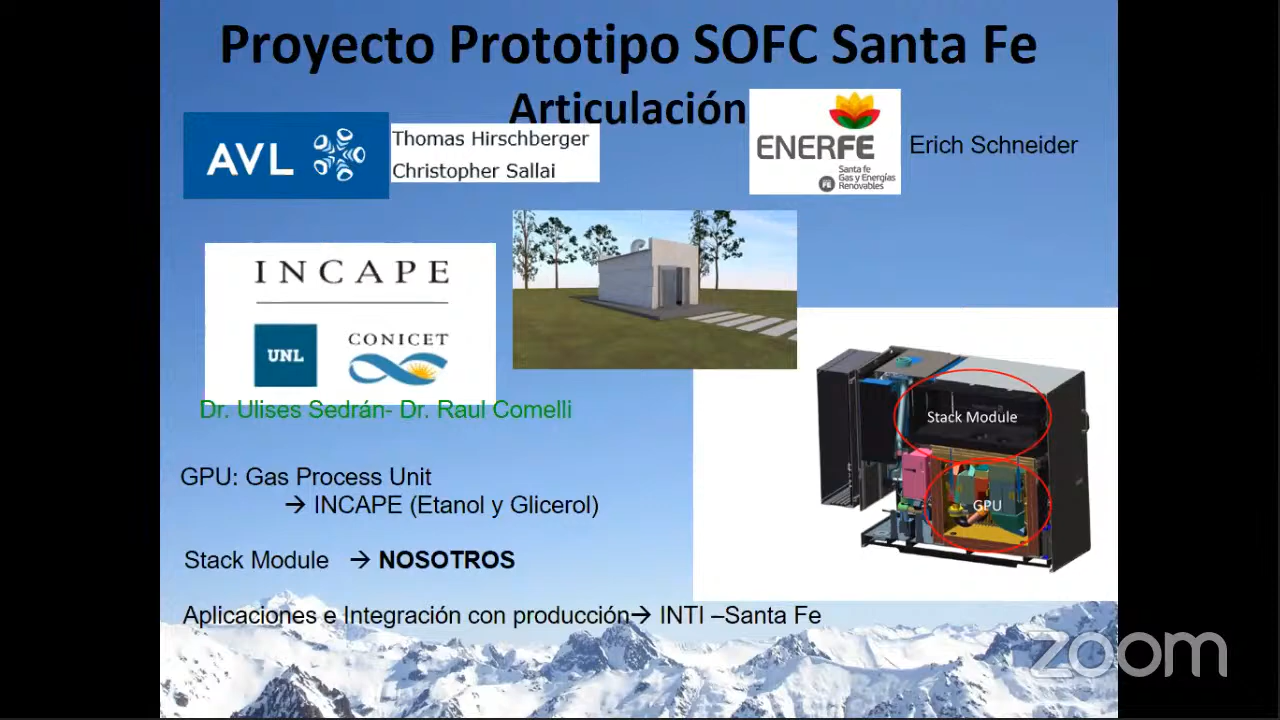 Proyecto Prototipo SOFC Santa Fe
Articulación
AVL
Thomas Hirschberger
Christopher Sallai
ENERFE
Santa fe
Gas y Energías
Renovables
Erich Schneider
INCAPE
UNL
CONICET
Dr. Ulises Sedrán- Dr. Raul Comelli
Stack Module
GPU
GPU: Gas Process Unit
→ INCAPE (Etanol y Glicerol)
Stack Module → NOSOTROS
Aplicaciones e Integración con producción→ INTI –Santa Fe
zoom